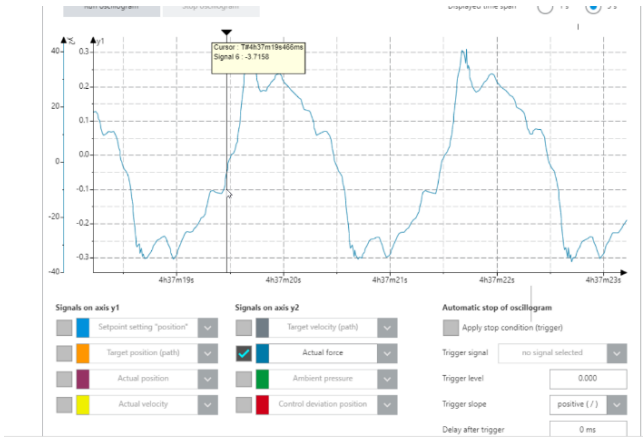 Run oscillogram Stop oscillogram Displayed time span 1 s 5 s
y1
Cursor : T#4h37m19s466ms
Signal 6 : -3.7158
40 0.3
0.2
20 0.1
0 0.0
-0.1
-20 -0.2
-0.3
-40
4h37m19s 4h37m20s 4h37m21s 4h37m22s 4h37m23s
Signals on axis y1 Signals on axis y2 Automatic stop of oscillogram
Setpoint setting "position" Target velocity (path) Apply stop condition (trigger)
Target position (path) Actual force Trigger signal no signal selected
Actual position Ambient pressure Trigger level 0.000
Actual velocity Control deviation position Trigger slope positive ( / )
Delay after trigger 0 ms